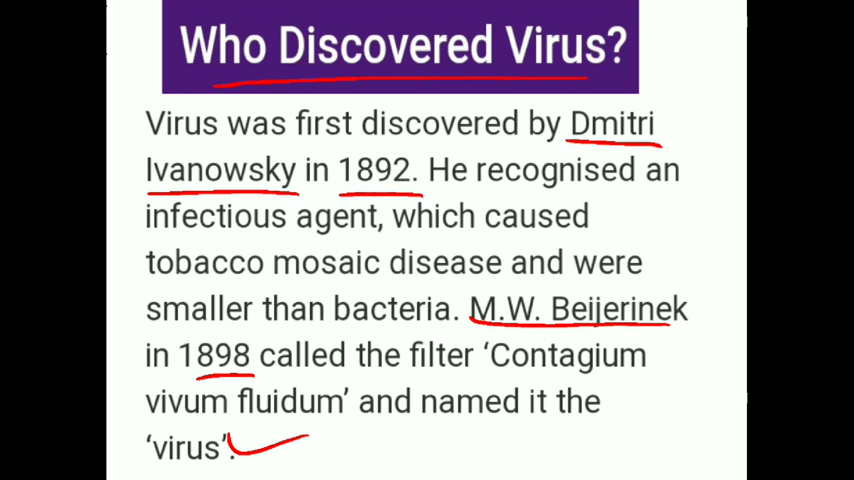 Who Discovered Virus?
Virus was first discovered by Dmitri
Ivanowsky in 1892. He recognised an
infectious agent, which caused
tobacco mosaic disease and were
smaller than bacteria. M.W. Beijerinek
in 1898 called the filter ‘Contagium
vivum fluidum’ and named it the
‘virus’.